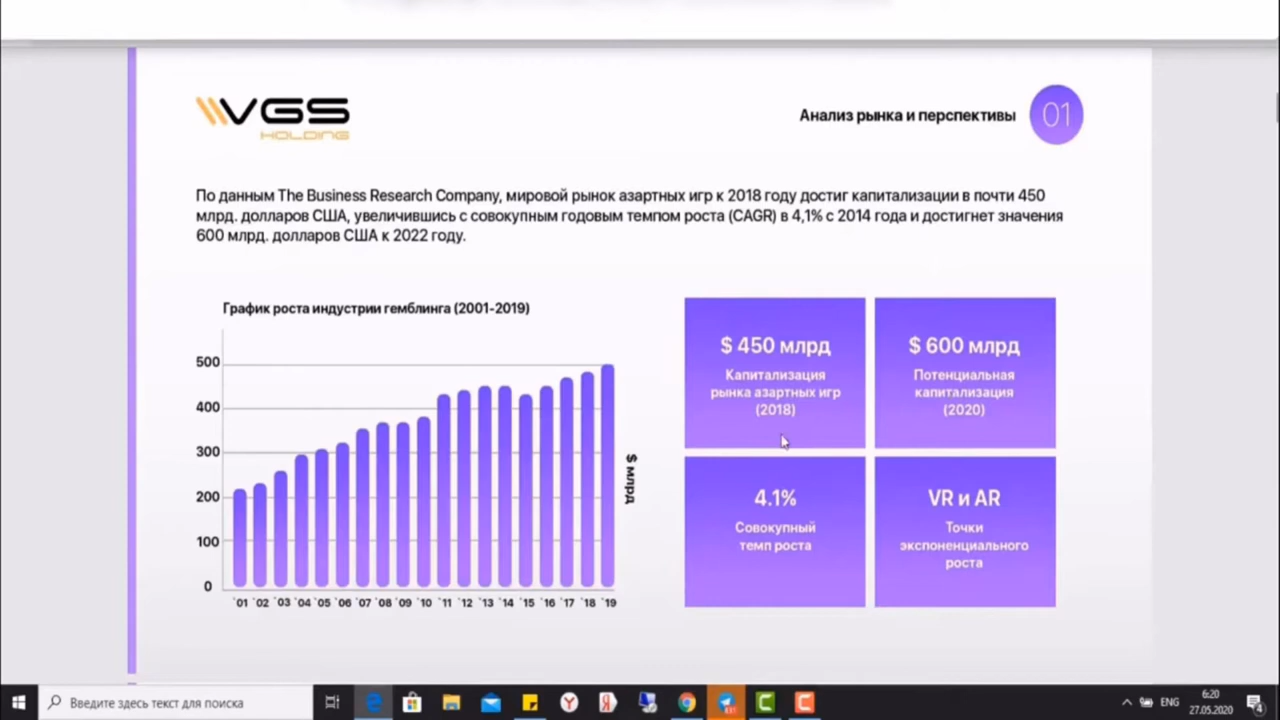 VGS
HOLDING
Анализ рынка и перспективы
01
По данным The Business Research Company, мировой рынок азартных игр к 2018 году достиг капитализации в почти 450
млрд. долларов США, увеличившись с совокупным годовым темпом роста (CAGR) в 4,1% с 2014 года и достигнет значения
600 млрд. долларов США к 2022 году.
График роста индустрии гемблинга (2001-2019)
500
400
300
200
100
0
`01 `02 `03 `04 `05 `06 `07 `08 `09 `10 `11 `12 `13 `14 `15 `16 `17 `18 `19
$ млрд
$ 450 млрд
Капитализация
рынка азартных игр
(2018)
$ 600 млрд
Потенциальная
капитализация
(2020)
4.1%
Совокупный
темп роста
VR и AR
Точки
экспоненциального
роста
Введите здесь текст для поиска
ENG
6:20
27.05.2020
4